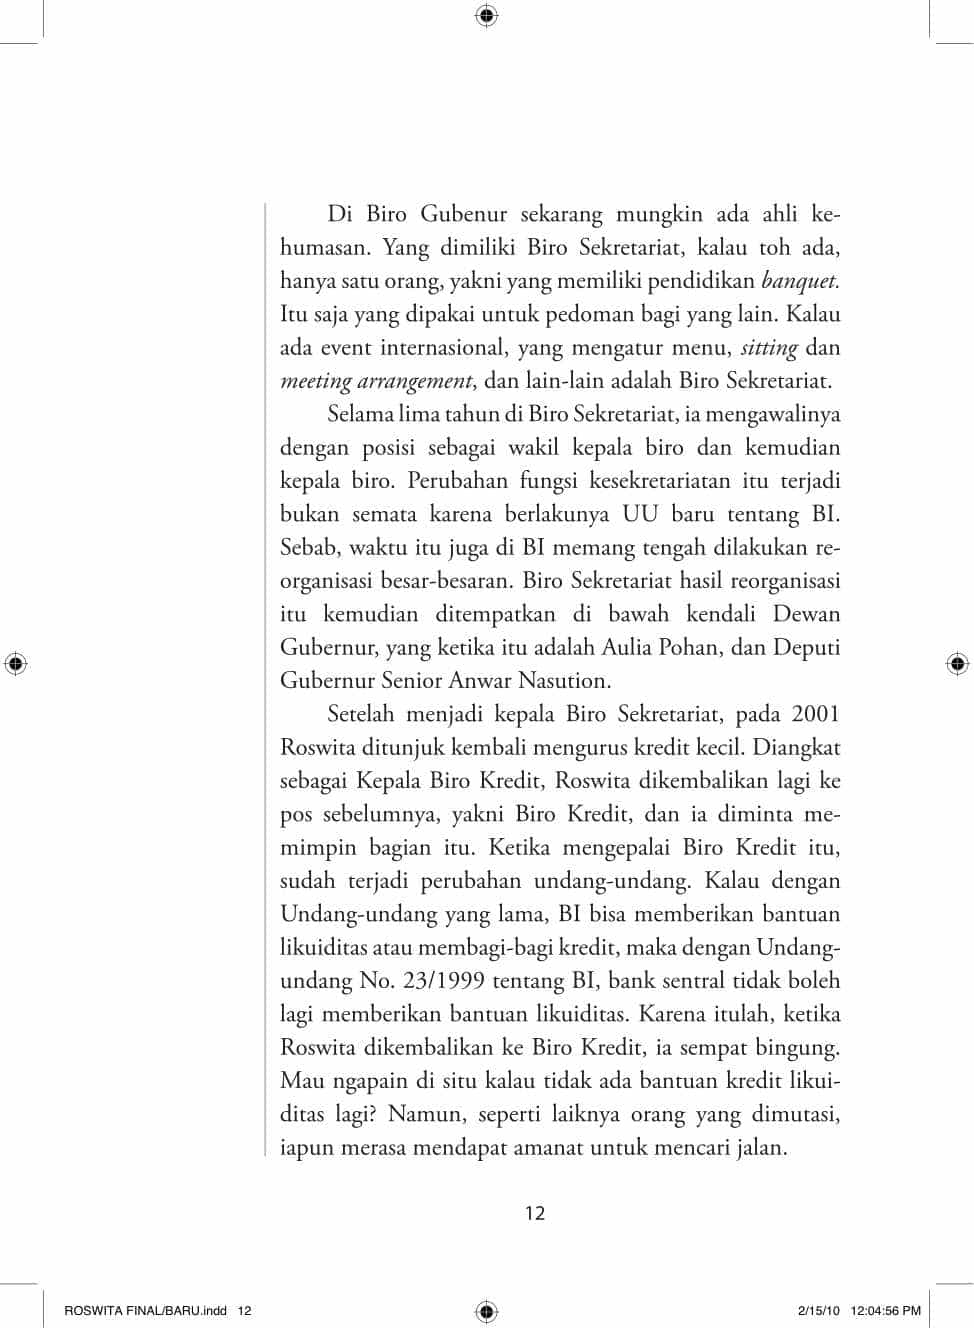 Di Biro Gubenur sekarang mungkin ada ahli ke-
humasan. Yang dimiliki Biro Sekretariat, kalau toh ada,
hanya satu orang, yakni yang memiliki pendidikan banquet.
Itu saja yang dipakai untuk pedoman bagi yang lain. Kalau
ada event internasional, yang mengatur menu, sitting dan
meeting arrangement, dan lain-lain adalah Biro Sekretariat.
Selama lima tahun di Biro Sekretariat, ia mengawalinya
dengan posisi sebagai wakil kepala biro dan kemudian
kepala biro. Perubahan fungsi kesekretariatan itu terjadi
bukan semata karena berlakunya UU baru tentang BI.
Sebab, waktu itu juga di BI memang tengah dilakukan re-
organisasi besar-besaran. Biro Sekretariat hasil reorganisasi
itu kemudian ditempatkan di bawah kendali Dewan
Gubernur, yang ketika itu adalah Aulia Pohan, dan Deputi
Gubernur Senior Anwar Nasution.
Setelah menjadi kepala Biro Sekretariat, pada 2001
Roswita ditunjuk kembali mengurus kredit kecil. Diangkat
sebagai Kepala Biro Kredit, Roswita dikembalikan lagi ke
pos sebelumnya, yakni Biro Kredit, dan ia diminta me-
mimpin bagian itu. Ketika mengepalai Biro Kredit itu,
sudah terjadi perubahan undang-undang. Kalau dengan
Undang-undang yang lama, BI bisa memberikan bantuan
likuiditas atau membagi-bagi kredit, maka dengan Undang-
undang No. 23/1999 tentang BI, bank sentral tidak boleh
lagi memberikan bantuan likuiditas. Karena itulah, ketika
Roswita dikembalikan ke Biro Kredit, ia sempat bingung.
Mau ngapain di situ kalau tidak ada bantuan kredit likui-
ditas lagi? Namun, seperti laiknya orang yang dimutasi,
iapun merasa mendapat amanat untuk mencari jalan.
12
ROSWITA FINAL/BARU.indd 12
2/15/10 12:04:56 PM